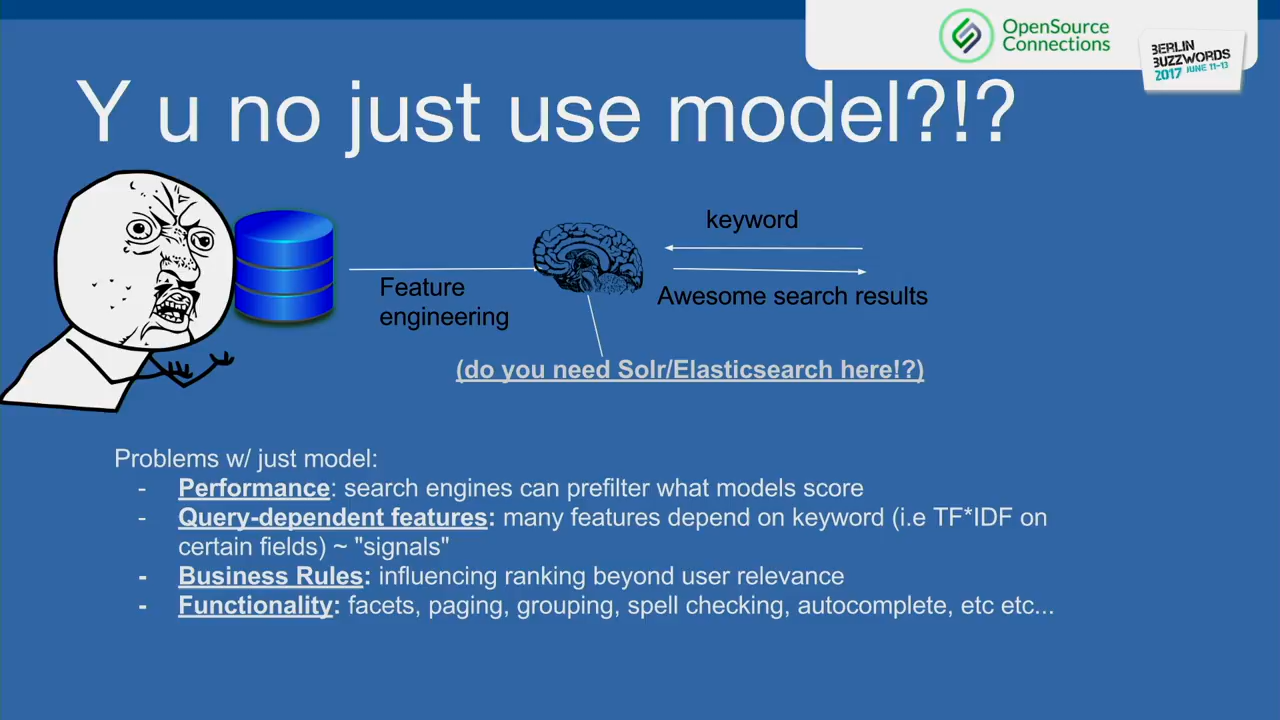 OpenSource
Connections
BERLIN
BUZZWORDS
2017 JUNE 11-13
Y u no just use model?!?
keyword
Feature
engineering
Awesome search results
(do you need Solr/Elasticsearch here!?)
Problems w/ just model:
- Performance: search engines can prefilter what models score
- Query-dependent features: many features depend on keyword (i.e TF*IDF on
certain fields) ~ "signals"
- Business Rules: influencing ranking beyond user relevance
- Functionality: facets, paging, grouping, spell checking, autocomplete, etc etc...